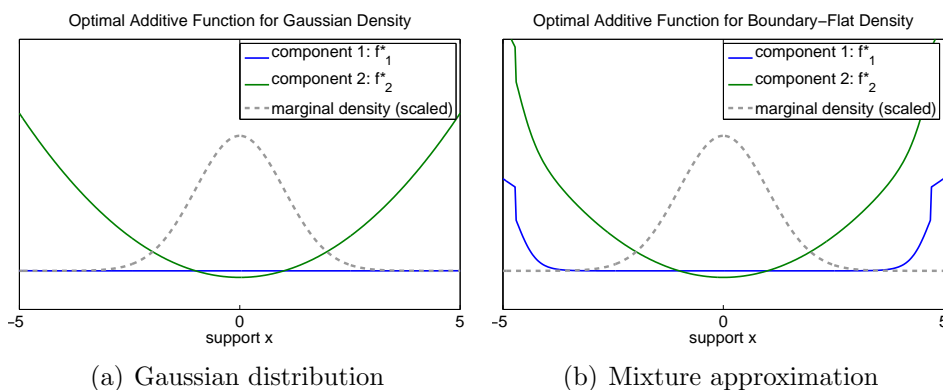 Optimal Additive Function for Gaussian Density
component 1: f*1
component 2: f*2
marginal density (scaled)
-5
0
5
support x
(a) Gaussian distribution
Optimal Additive Function for Boundary-Flat Density
component 1: f*1
component 2: f*2
marginal density (scaled)
-5
0
5
support x
(b) Mixture approximation